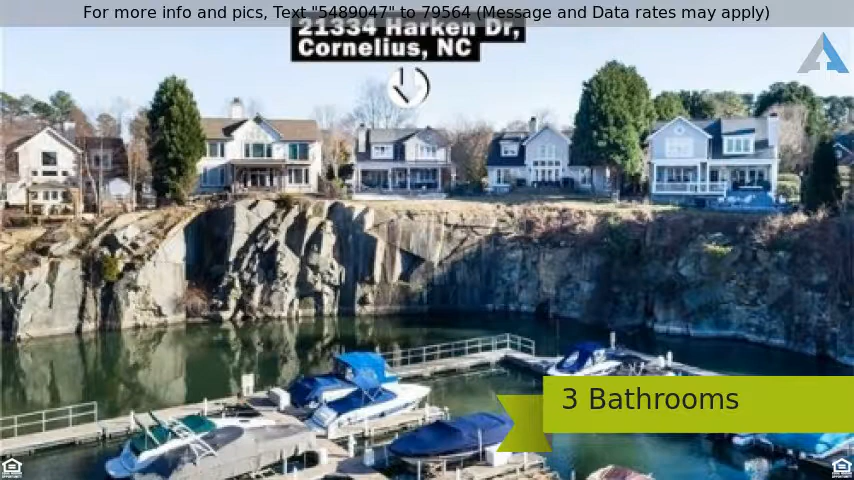 For more info and pics, Text "5489047" to 79564 (Message and Data rates may apply)
21334 Harken Dr,
Cornelius, NC
3 Bathrooms